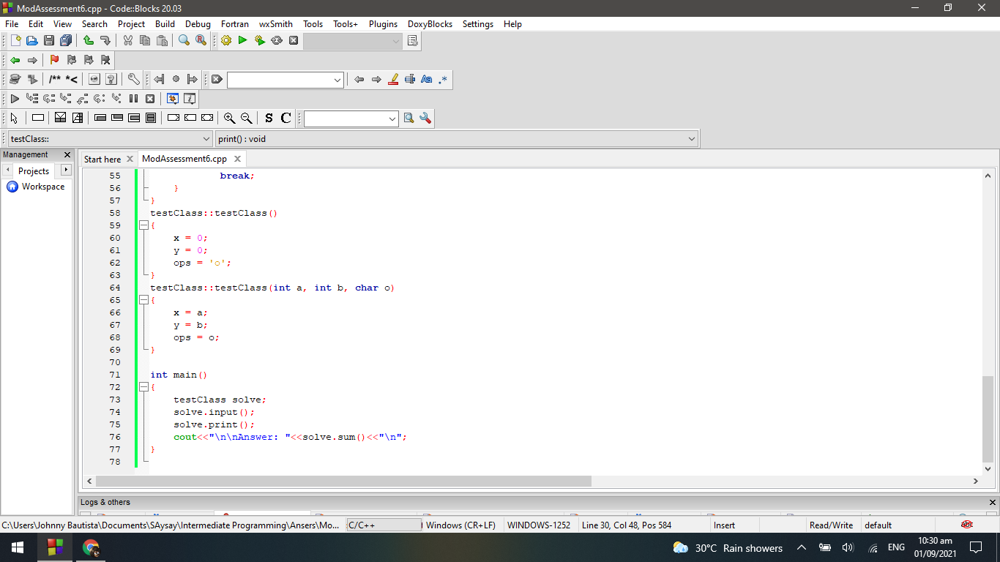 ModAssessment6.cpp - Code::Blocks 20.03
File Edit View Search Project Build Debug Fortran wxSmith Tools Tools+ Plugins DoxyBlocks Settings Help
/** *<
Aa .*
S C
testClass:: print() : void
Management
Projects
Workspace
Start here ModAssessment6.cpp
55 break;
56 }
57 }
58 testClass::testClass()
59 {
60 x = 0;
61 y = 0;
62 ops = 'o';
63 }
64 testClass::testClass(int a, int b, char o)
65 {
66 x = a;
67 y = b;
68 ops = o;
69 }
70
71 int main()
72 {
73 testClass solve;
74 solve.input();
75 solve.print();
76 cout<<"\n\nAnswer: "<<solve.sum()<<"\n";
77 }
78
Logs & others
C:\Users\Johnny Bautista\Documents\SAysay\Intermediate Programming\Ansers\Mo... C/C++ Windows (CR+LF) WINDOWS-1252 Line 30, Col 48, Pos 584 Insert Read/Write default abc
30°C Rain showers ENG 10:30 am
01/09/2021